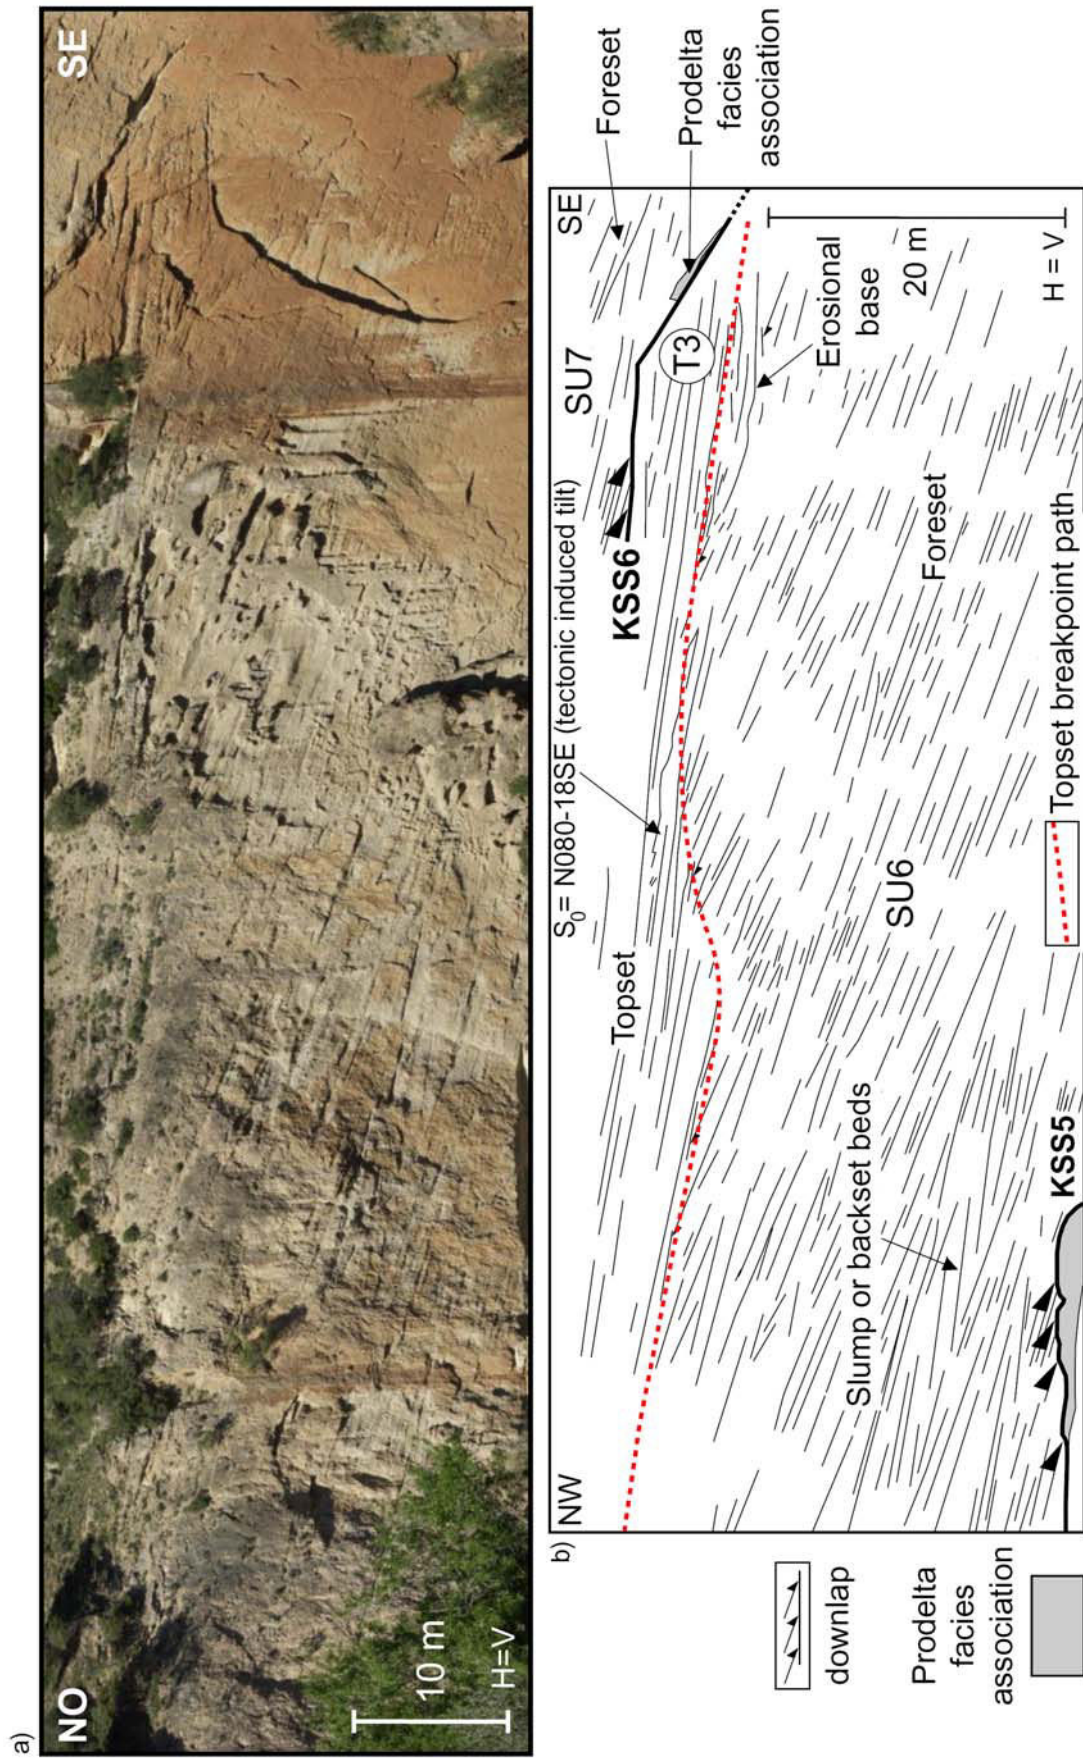 a)
NO
SE
10 m
H=V
b)
NW
SE
S0= N080-18SE (tectonic induced tilt)
SU7
Foreset
Topset
KSS6
T3
Prodelta
facies
association
Erosional
base
Slump or backset beds
SU6
Foreset
20 m
H = V
KSS5
Topset breakpoint path
downlap
Prodelta
facies
association